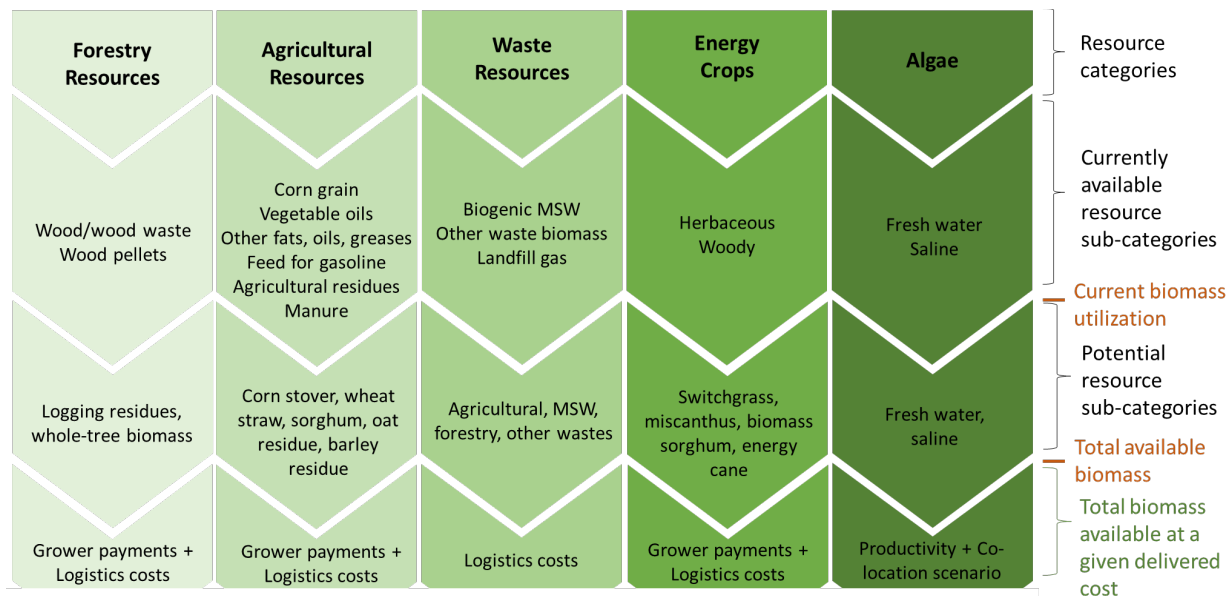 Forestry
Resources
Agricultural
Resources
Waste
Resources
Energy
Crops
Algae
Resource
categories
Wood/wood waste
Wood pellets
Corn grain
Vegetable oils
Other fats, oils, greases
Feed for gasoline
Agricultural residues
Manure
Biogenic MSW
Other waste biomass
Landfill gas
Herbaceous
Woody
Fresh water
Saline
Currently
available
resource
sub-categories
Current biomass
utilization
Logging residues,
whole-tree biomass
Corn stover, wheat
straw, sorghum, oat
residue, barley
residue
Agricultural, MSW,
forestry, other wastes
Switchgrass,
miscanthus, biomass
sorghum, energy
cane
Fresh water,
saline
Potential
resource
sub-categories
Total available
biomass
Grower payments +
Logistics costs
Grower payments +
Logistics costs
Logistics costs
Grower payments +
Logistics costs
Productivity + Co-
location scenario
Total biomass
available at a
given delivered
cost